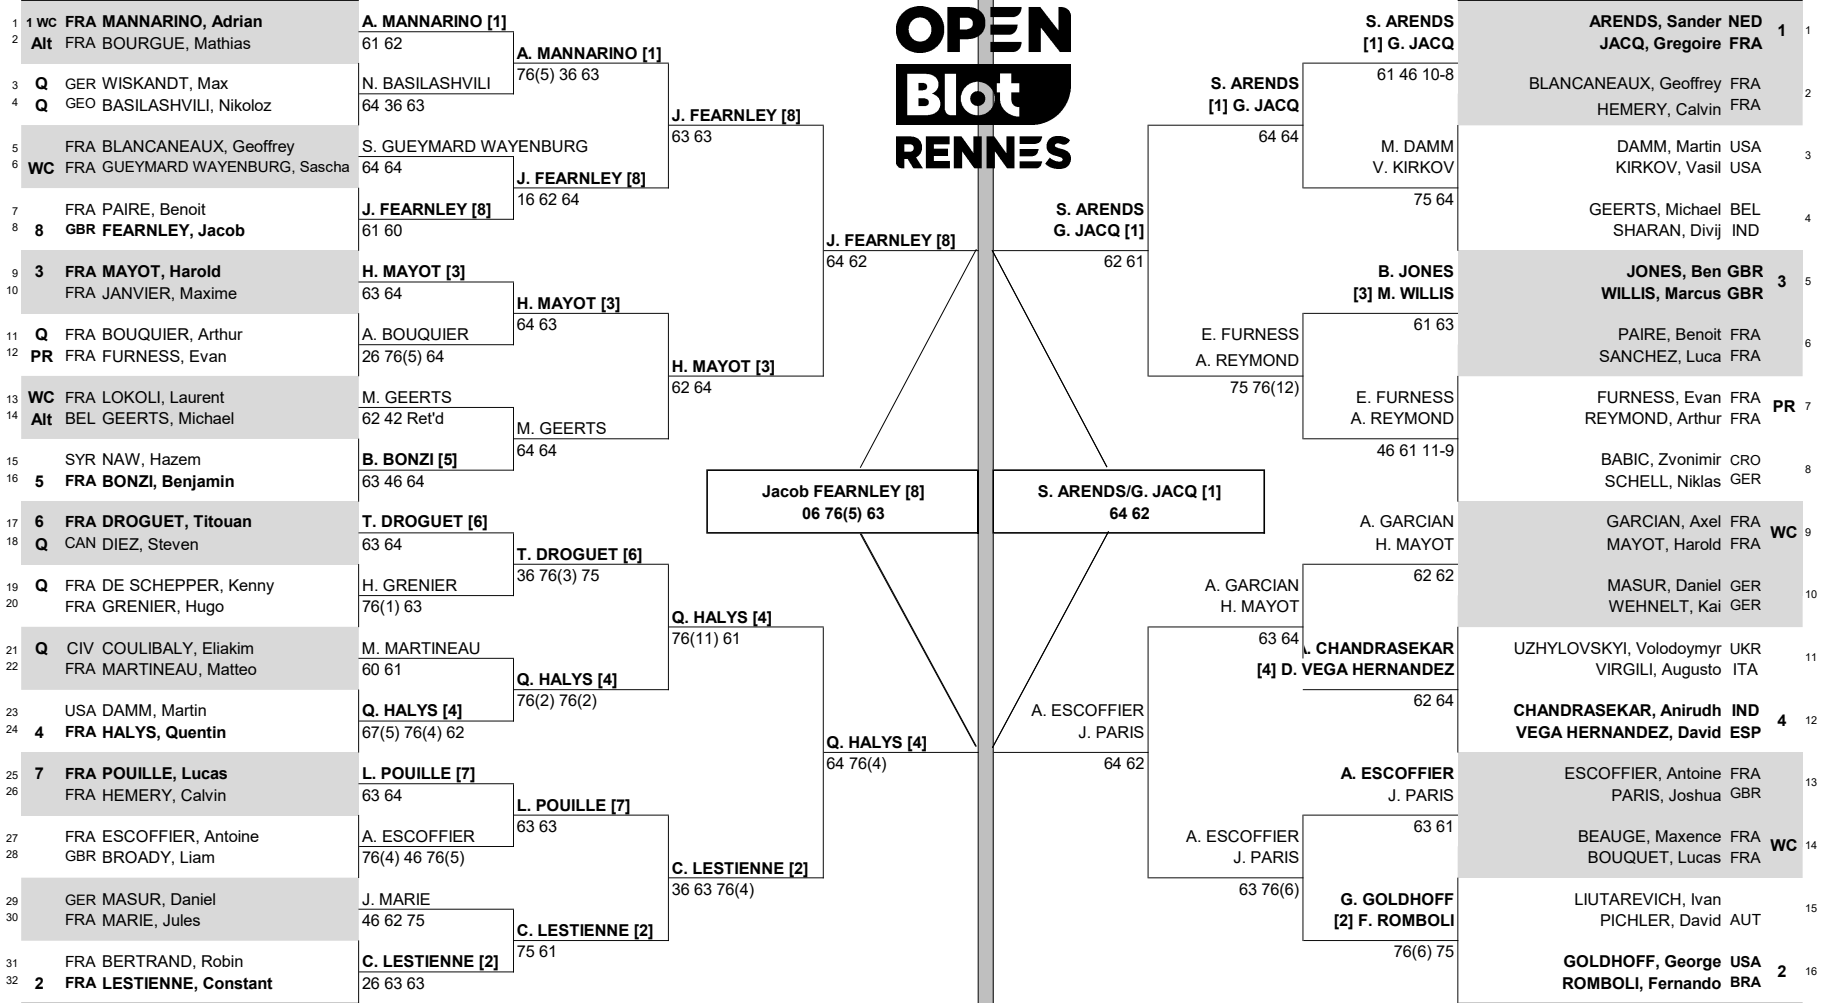 OPEN
Blot
RENNES
1 1 WC FRA MANNARINO, Adrian
2 Alt FRA BOURGUE, Mathias
3 Q GER WISKANDT, Max
4 Q GEO BASILASHVILI, Nikoloz
5 FRA BLANCANEAUX, Geoffrey
6 WC FRA GUEYMARD WAYENBURG, Sascha
7 FRA PAIRE, Benoit
8 8 GBR FEARNLEY, Jacob
9 3 FRA MAYOT, Harold
10 FRA JANVIER, Maxime
11 Q FRA BOUQUIER, Arthur
12 PR FRA FURNESS, Evan
13 WC FRA LOKOLI, Laurent
14 Alt BEL GEERTS, Michael
15 SYR NAW, Hazem
16 5 FRA BONZI, Benjamin
17 6 FRA DROGUET, Titouan
18 Q CAN DIEZ, Steven
19 Q FRA DE SCHEPPER, Kenny
20 FRA GRENIER, Hugo
21 Q CIV COULIBALY, Eliakim
22 FRA MARTINEAU, Matteo
23 USA DAMM, Martin
24 4 FRA HALYS, Quentin
25 7 FRA POUILLE, Lucas
26 FRA HEMERY, Calvin
27 FRA ESCOFFIER, Antoine
28 GBR BROADY, Liam
29 GER MASUR, Daniel
30 FRA MARIE, Jules
31 FRA BERTRAND, Robin
32 2 FRA LESTIENNE, Constant
A. MANNARINO [1]
61 62
N. BASILASHVILI
64 36 63
S. GUEYMARD WAYENBURG
64 64
J. FEARNLEY [8]
61 60
H. MAYOT [3]
63 64
A. BOUQUIER
26 76(5) 64
M. GEERTS
62 42 Ret'd
B. BONZI [5]
63 46 64
T. DROGUET [6]
63 64
H. GRENIER
76(1) 63
M. MARTINEAU
60 61
Q. HALYS [4]
67(5) 76(4) 62
L. POUILLE [7]
63 64
A. ESCOFFIER
76(4) 46 76(5)
J. MARIE
46 62 75
C. LESTIENNE [2]
26 63 63
A. MANNARINO [1]
76(5) 36 63
J. FEARNLEY [8]
16 62 64
H. MAYOT [3]
64 63
M. GEERTS
64 64
T. DROGUET [6]
36 76(3) 75
Q. HALYS [4]
76(2) 76(2)
L. POUILLE [7]
63 63
C. LESTIENNE [2]
75 61
J. FEARNLEY [8]
63 63
H. MAYOT [3]
62 64
Q. HALYS [4]
76(11) 61
C. LESTIENNE [2]
36 63 76(4)
J. FEARNLEY [8]
64 62
Q. HALYS [4]
64 76(4)
Jacob FEARNLEY [8]
06 76(5) 63
S. ARENDS/G. JACQ [1]
64 62
S. ARENDS
G. JACQ [1]
62 61
A. ESCOFFIER
J. PARIS
64 62
S. ARENDS
[1] G. JACQ
64 64
E. FURNESS
A. REYMOND
75 76(12)
A. GARCIAN
H. MAYOT
63 64
A. ESCOFFIER
J. PARIS
63 76(6)
S. ARENDS
[1] G. JACQ
61 46 10-8
M. DAMM
V. KIRKOV
75 64
B. JONES
[3] M. WILLIS
61 63
E. FURNESS
A. REYMOND
46 61 11-9
A. GARCIAN
H. MAYOT
62 62
CHANDRASEKAR
[4] D. VEGA HERNANDEZ
62 64
A. ESCOFFIER
J. PARIS
63 61
G. GOLDHOFF
[2] F. ROMBOLI
76(6) 75
ARENDS, Sander NED
JACQ, Gregoire FRA 1 1
BLANCANEAUX, Geoffrey FRA
HEMERY, Calvin FRA 2
DAMM, Martin USA
KIRKOV, Vasil USA 3
GEERTS, Michael BEL
SHARAN, Divij IND 4
JONES, Ben GBR
WILLIS, Marcus GBR 3 5
PAIRE, Benoit FRA
SANCHEZ, Luca FRA 6
FURNESS, Evan FRA
REYMOND, Arthur FRA PR 7
BABIC, Zvonimir CRO
SCHELL, Niklas GER 8
GARCIAN, Axel FRA
MAYOT, Harold FRA WC 9
MASUR, Daniel GER
WEHNELT, Kai GER 10
UZHYLOVSKYI, Volodoymyr UKR
VIRGILI, Augusto ITA 11
CHANDRASEKAR, Anirudh IND
VEGA HERNANDEZ, David ESP 4 12
ESCOFFIER, Antoine FRA
PARIS, Joshua GBR 13
BEAUGE, Maxence FRA
BOUQUET, Lucas FRA WC 14
LIUTAREVICH, Ivan
PICHLER, David AUT 15
GOLDHOFF, George USA
ROMBOLI, Fernando BRA 2 16